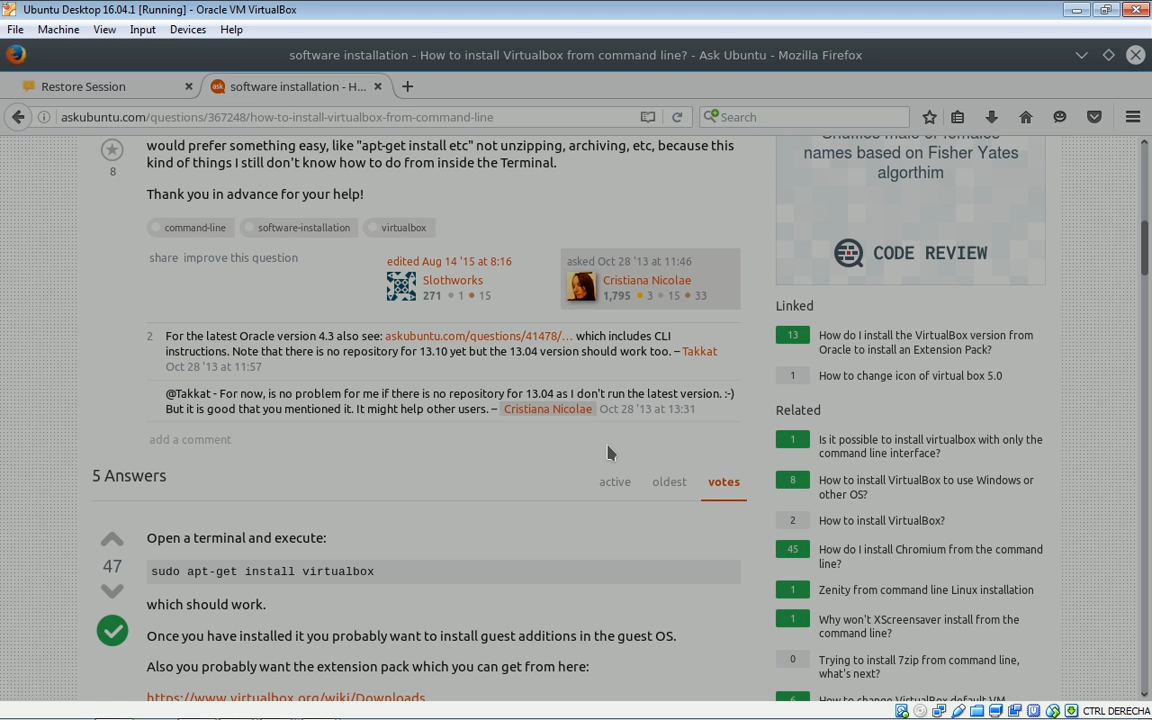 Ubuntu Desktop 16.04.1 [Running] - Oracle VM VirtualBox
File Machine View Input Devices Help
software installation - How to install Virtualbox from command line? - Ask Ubuntu - Mozilla Firefox
Restore Session
software installation - H...
askubuntu.com/questions/367248/how-to-install-virtualbox-from-command-line
Search
would prefer something easy, like "apt-get install etc" not unzipping, archiving, etc, because this
kind of things I still don't know how to do from inside the Terminal.
8
Thank you in advance for your help!
command-line software-installation virtualbox
share improve this question
edited Aug 14 '15 at 8:16
Slothworks
271 1 15
asked Oct 28 '13 at 11:46
Cristiana Nicolae
1,795 3 15 33
2 For the latest Oracle version 4.3 also see: askubuntu.com/questions/41478/... which includes CLI
instructions. Note that there is no repository for 13.10 yet but the 13.04 version should work too. – Takkat
Oct 28 '13 at 11:57
@Takkat - For now, is no problem for me if there is no repository for 13.04 as I don't run the latest version. :-)
But it is good that you mentioned it. It might help other users. – Cristiana Nicolae Oct 28 '13 at 13:31
add a comment
5 Answers
active oldest votes
47
Open a terminal and execute:
sudo apt-get install virtualbox
which should work.
Once you have installed it you probably want to install guest additions in the guest OS.
Also you probably want the extension pack which you can get from here:
https://www.virtualbox.org/wiki/Downloads
Shuffles male or females
names based on Fisher Yates
algorthim
CODE REVIEW
Linked
13 How do I install the VirtualBox version from
Oracle to install an Extension Pack?
1 How to change icon of virtual box 5.0
Related
1 Is it possible to install virtualbox with only the
command line interface?
8 How to install VirtualBox to use Windows or
other OS?
2 How to install VirtualBox?
45 How do I install Chromium from the command
line?
1 Zenity from command line Linux installation
1 Why won't XScreensaver install from the
command line?
0 Trying to install 7zip from command line,
what's next?
6 How to change VirtualBox default VM
CTRL DERECHA